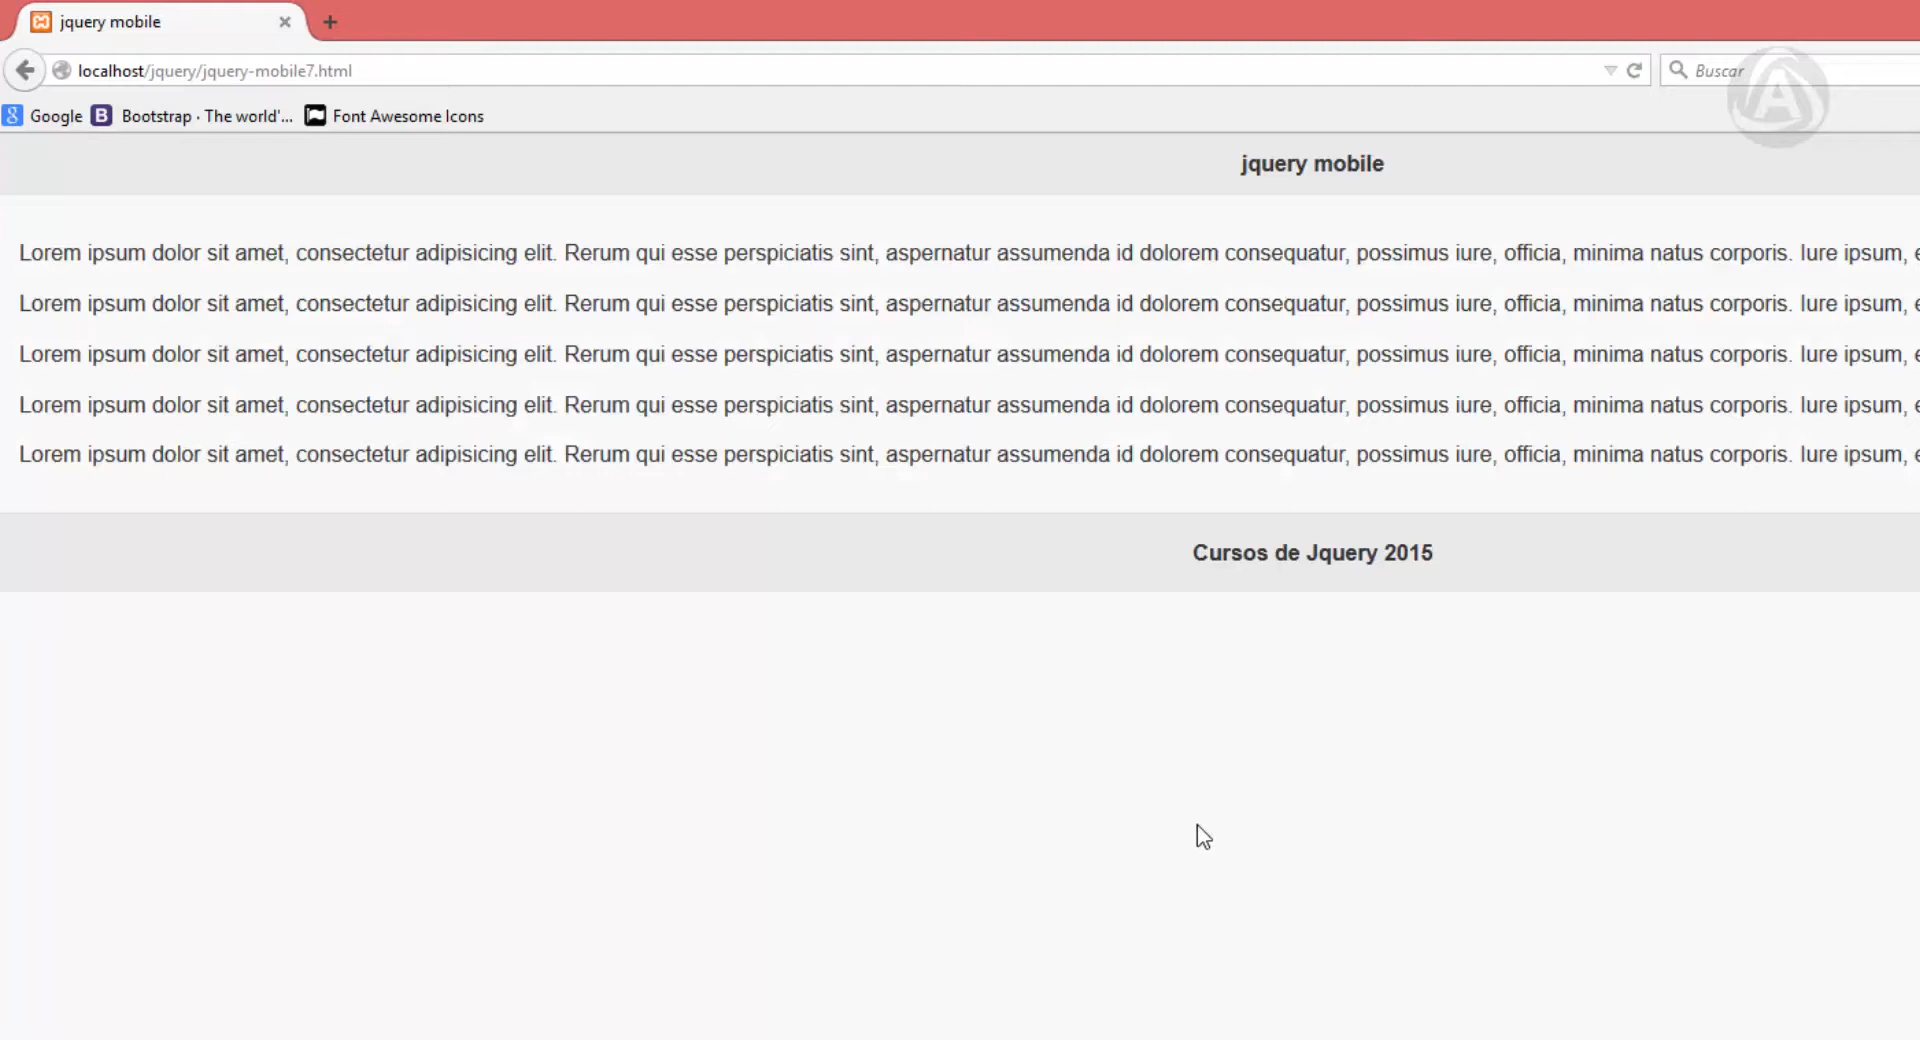 jquery mobile
localhost/jquery/jquery-mobile7.html
Buscar
Google
Bootstrap · The world'...
Font Awesome Icons
jquery mobile
Lorem ipsum dolor sit amet, consectetur adipisicing elit. Rerum qui esse perspiciatis sint, aspernatur assumenda id dolorem consequatur, possimus iure, officia, minima natus corporis. Iure ipsum,
Lorem ipsum dolor sit amet, consectetur adipisicing elit. Rerum qui esse perspiciatis sint, aspernatur assumenda id dolorem consequatur, possimus iure, officia, minima natus corporis. Iure ipsum,
Lorem ipsum dolor sit amet, consectetur adipisicing elit. Rerum qui esse perspiciatis sint, aspernatur assumenda id dolorem consequatur, possimus iure, officia, minima natus corporis. Iure ipsum,
Lorem ipsum dolor sit amet, consectetur adipisicing elit. Rerum qui esse perspiciatis sint, aspernatur assumenda id dolorem consequatur, possimus iure, officia, minima natus corporis. Iure ipsum,
Lorem ipsum dolor sit amet, consectetur adipisicing elit. Rerum qui esse perspiciatis sint, aspernatur assumenda id dolorem consequatur, possimus iure, officia, minima natus corporis. Iure ipsum,
Cursos de Jquery 2015